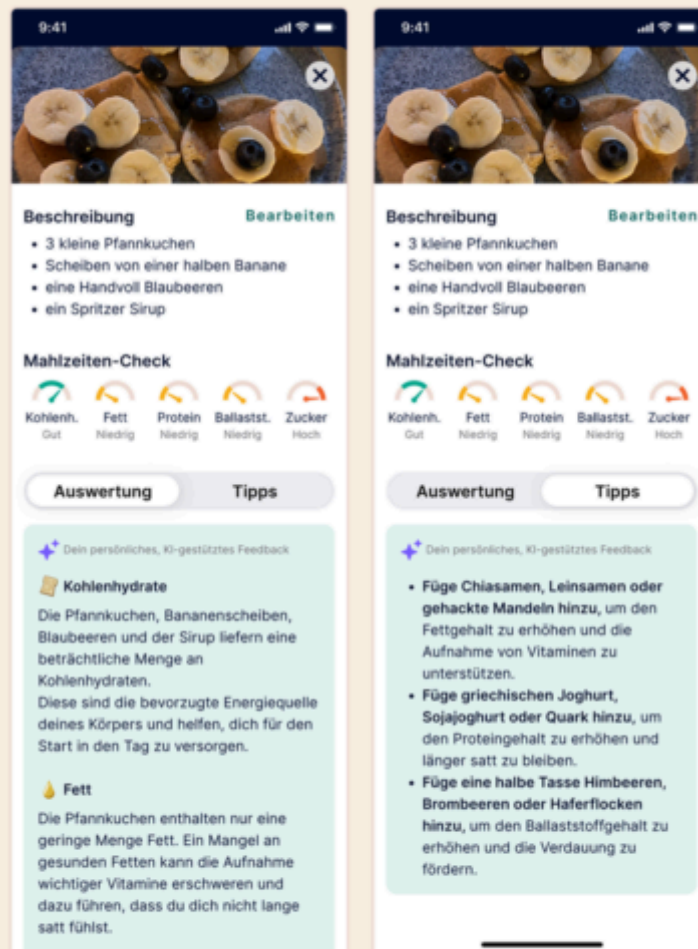 9:41
Beschreibung
Bearbeiten
• 3 kleine Pfannkuchen
• Scheiben von einer halben Banane
• eine Handvoll Blaubeeren
• ein Spritzer Sirup
Mahlzeiten-Check
Kohlenh. Fett Protein Ballastst. Zucker
Gut Niedrig Niedrig Niedrig Hoch
Auswertung Tipps
Dein persönliches, KI-gestütztes Feedback
Kohlenhydrate
Die Pfannkuchen, Bananenscheiben,
Blaubeeren und der Sirup liefern eine
beträchtliche Menge an
Kohlenhydraten.
Diese sind die bevorzugte Energiequelle
deines Körpers und helfen, dich für den
Start in den Tag zu versorgen.
Fett
Die Pfannkuchen enthalten nur eine
geringe Menge Fett. Ein Mangel an
gesunden Fetten kann die Aufnahme
wichtiger Vitamine erschweren und
dazu führen, dass du dich nicht lange
satt fühlst.
9:41
Beschreibung
Bearbeiten
• 3 kleine Pfannkuchen
• Scheiben von einer halben Banane
• eine Handvoll Blaubeeren
• ein Spritzer Sirup
Mahlzeiten-Check
Kohlenh. Fett Protein Ballastst. Zucker
Gut Niedrig Niedrig Niedrig Hoch
Auswertung Tipps
Dein persönliches, KI-gestütztes Feedback
• Füge Chiasamen, Leinsamen oder
gehackte Mandeln hinzu, um den
Fettgehalt zu erhöhen und die
Aufnahme von Vitaminen zu
unterstützen.
• Füge griechischen Joghurt,
Sojajoghurt oder Quark hinzu, um
den Proteingehalt zu erhöhen und
länger satt zu bleiben.
• Füge eine halbe Tasse Himbeeren,
Brombeeren oder Haferflocken
hinzu, um den Ballaststoffgehalt zu
erhöhen und die Verdauung zu
fördern.